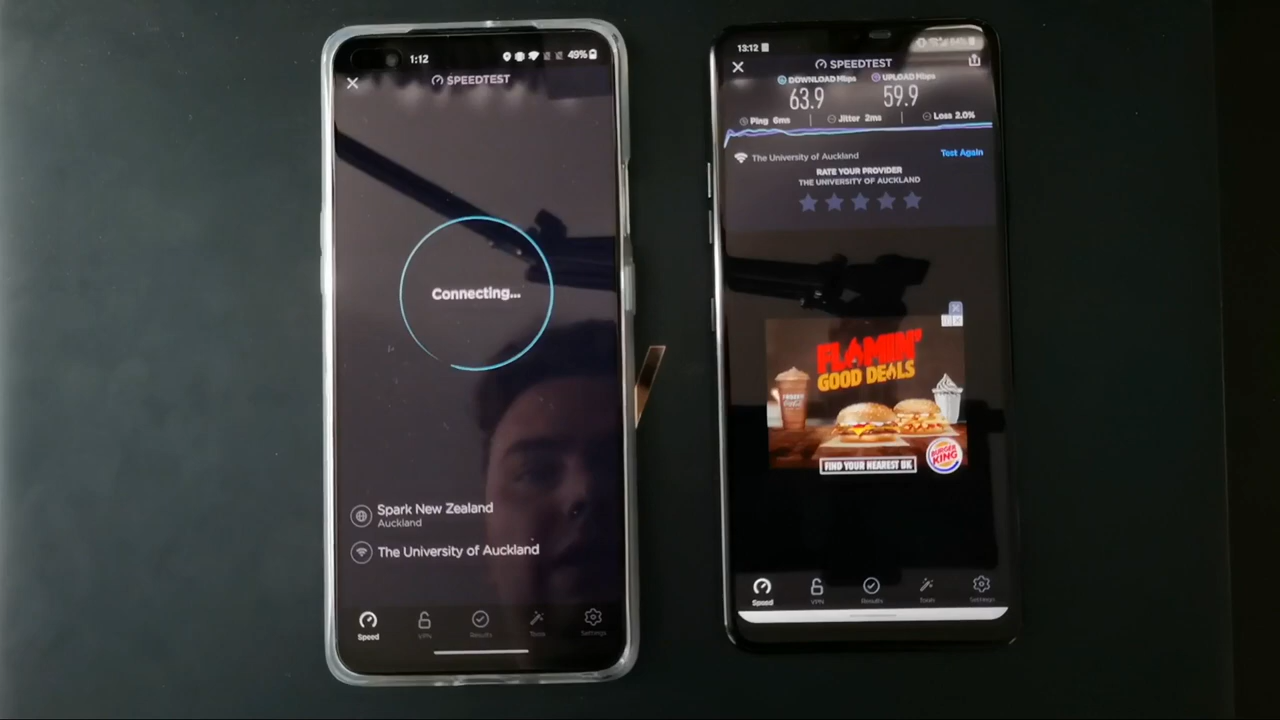 1:12
49%
SPEEDTEST
Connecting...
Spark New Zealand
Auckland
The University of Auckland
Speed
VPN
Results
Tools
Settings
13:12
84%
SPEEDTEST
DOWNLOAD Mbps
UPLOAD Mbps
63.9
59.9
Ping 6ms
Jitter 2ms
Loss 2.0%
The University of Auckland
Test Again
RATE YOUR PROVIDER
THE UNIVERSITY OF AUCKLAND
FLAMIN'
GOOD DEALS
BURGER
KING
FIND YOUR NEAREST BK
Speed
VPN
Results
Tools
Settings